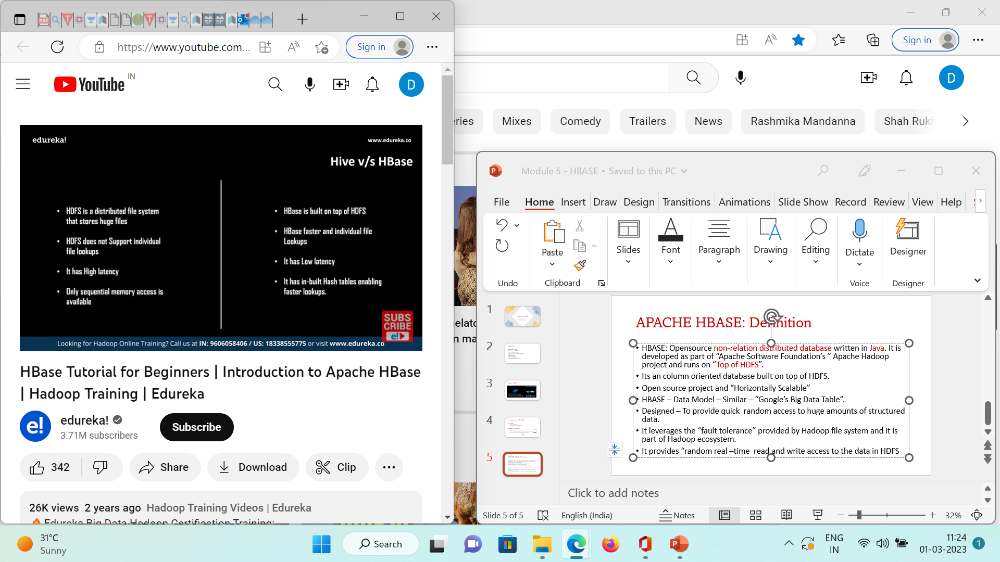 https://www.youtube.com...
Sign in
YouTube
IN
D
edureka!
www.edureka.co
Hive v/s HBase
• HDFS is a distributed file system
that stores huge files
• HDFS does not Support individual
file lookups
• It has High latency
• Only sequential memory access is
available
• HBase is built on top of HDFS
• HBase faster and individual file
Lookups
• It has Low latency
• It has in-built Hash tables enabling
faster lookups.
SUBS
CRIBE
e!
Looking for Hadoop Online Training? Call us at IN: 9606058406 / US: 18338555775 or visit www.edureka.co
HBase Tutorial for Beginners | Introduction to Apache HBase
| Hadoop Training | Edureka
e!
edureka!
3.71M subscribers
Subscribe
342
Share
Download
Clip
26K views 2 years ago Hadoop Training Videos | Edureka
Edureka Big Data Hadoop Certification Training:
Sign in
D
Mixes
Comedy
Trailers
News
Rashmika Mandanna
Module 5 - HBASE • Saved to this PC
File
Home
Insert
Draw
Design
Transitions
Animations
Slide Show
Record
Review
View
Help
Paste
Slides
Font
Paragraph
Drawing
Editing
Dictate
Designer
Undo
Clipboard
Voice
Designer
1
2
3
4
5
APACHE HBASE: Definition
• HBASE: Opensource non-relation distributed database written in Java. It is
developed as part of “Apache Software Foundation’s ” Apache Hadoop
project and runs on “Top of HDFS”.
• Its an column oriented database built on top of HDFS.
• Open source project and “Horizontally Scalable”
• HBASE – Data Model – Similar – “Google’s Big Data Table”.
• Designed – To provide quick random access to huge amounts of structured
data.
• It leverages the “fault tolerance” provided by Hadoop file system and it is
part of Hadoop ecosystem.
• It provides “random real –time read and write access to the data in HDFS
Click to add notes
Slide 5 of 5
English (India)
Notes
32%
31°C
Sunny
Search
ENG
IN
11:24
01-03-2023
1